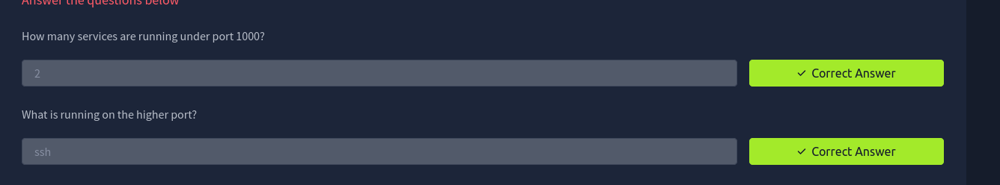 Answer the questions below
How many services are running under port 1000?
2
✓ Correct Answer
What is running on the higher port?
ssh
✓ Correct Answer